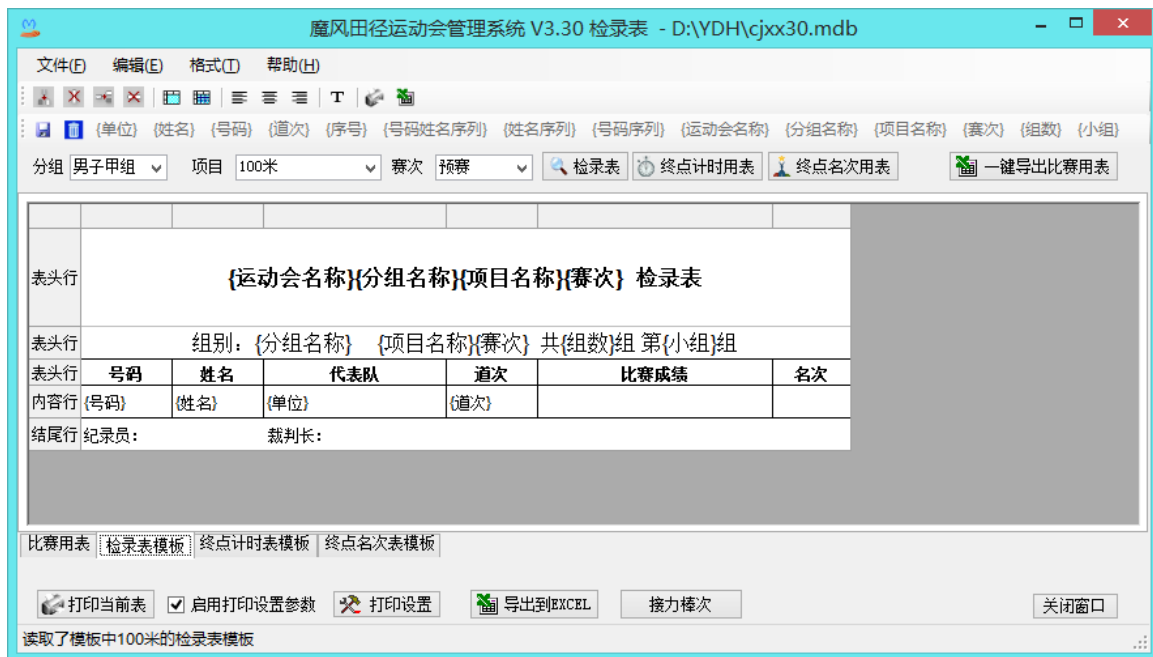 魔风田径运动会管理系统 V3.30 检录表 - D:\YDH\cjxx30.mdb
文件(F) 编辑(E) 格式(T) 帮助(H)
T
{单位} {姓名} {号码} {道次} {序号} {号码姓名序列} {姓名序列} {号码序列} {运动会名称} {分组名称} {项目名称} {赛次} {组数} {小组}
分组 男子甲组 项目 100米 赛次 预赛 检录表 终点计时用表 终点名次用表 一键导出比赛用表
表头行 {运动会名称}{分组名称}{项目名称}{赛次} 检录表
表头行 组别：{分组名称} {项目名称}{赛次} 共{组数}组 第{小组}组
表头行 号码 姓名 代表队 道次 比赛成绩 名次
内容行 {号码} {姓名} {单位} {道次}
结尾行 纪录员： 裁判长：
比赛用表 检录表模板 终点计时表模板 终点名次表模板
打印当前表 启用打印设置参数 打印设置 导出到EXCEL 接力棒次 关闭窗口
读取了模板中100米的检录表模板